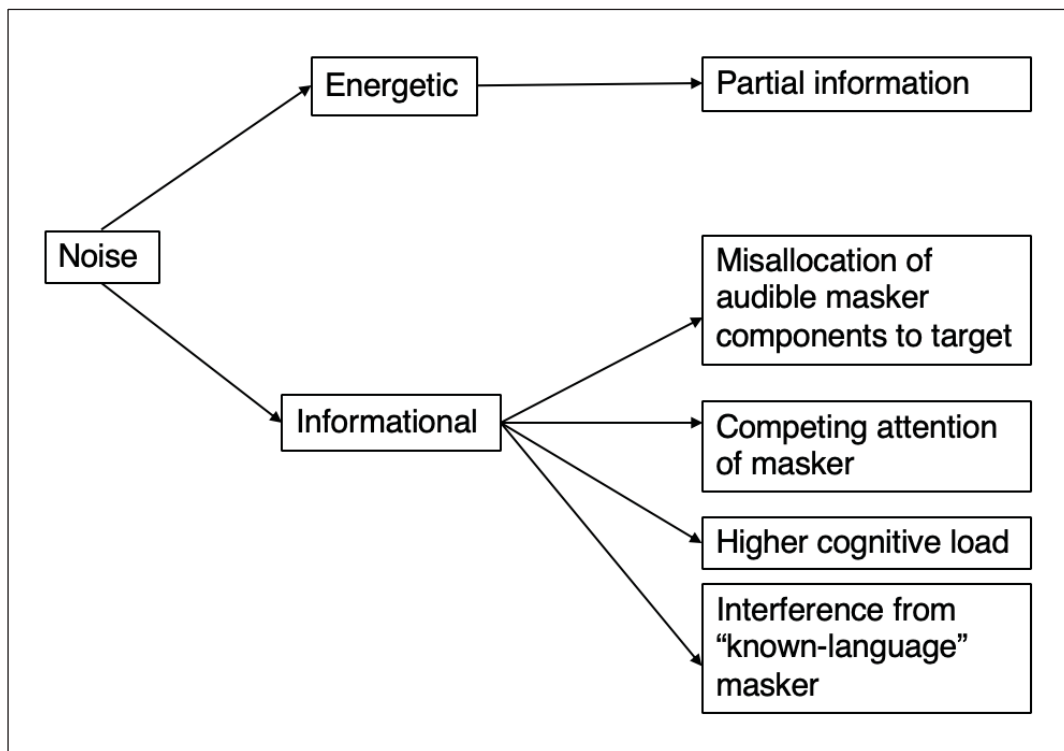 Energetic
Partial information
Noise
Misallocation of
audible masker
components to target
Informational
Competing attention
of masker
Higher cognitive load
Interference from
“known-language”
masker